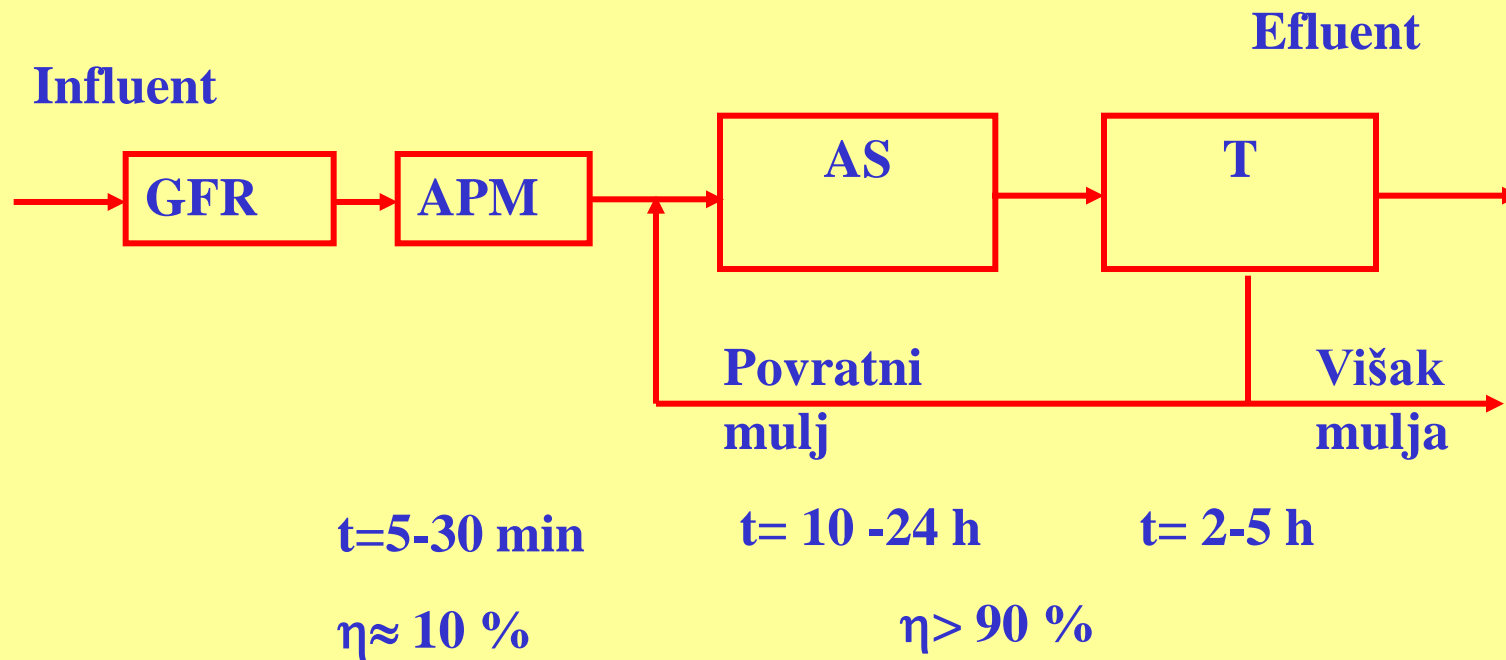 Efluent
Influent
GFR
APM
AS
T
Povratni
mulj
Višak
mulja
t=5-30 min
t= 10 -24 h
t= 2-5 h
η≈ 10 %
η> 90 %